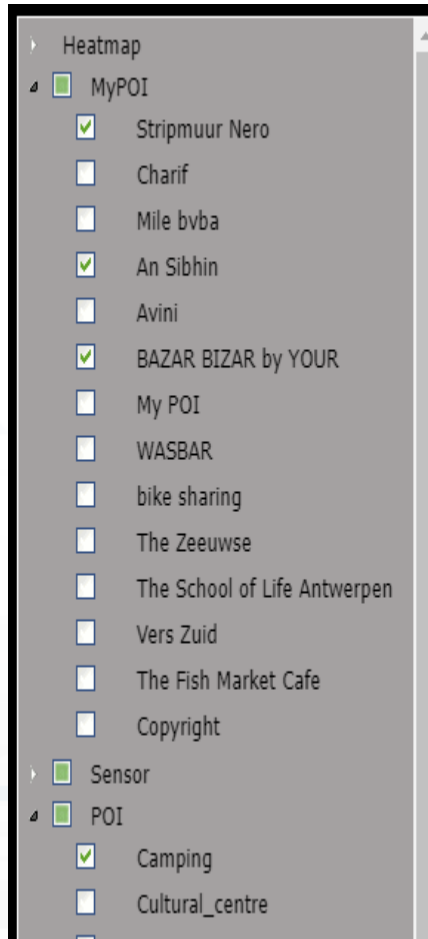 Heatmap
MyPOI
Stripmuur Nero
Charif
Mile bvba
An Sibhin
Avini
BAZAR BIZAR by YOUR
My POI
WASBAR
bike sharing
The Zeeuwse
The School of Life Antwerpen
Vers Zuid
The Fish Market Cafe
Copyright
Sensor
POI
Camping
Cultural_centre